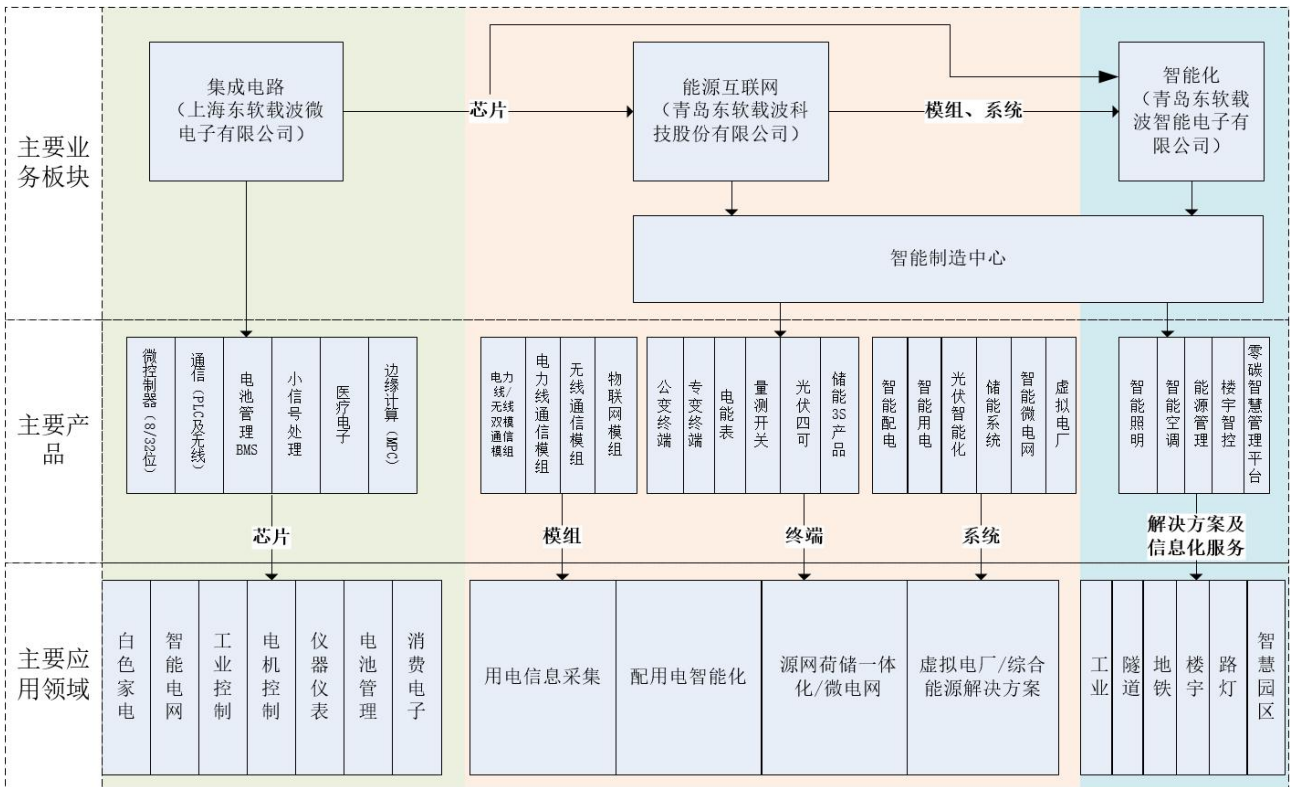 主要业
务板块
集成电路
(上海东软载波微
电子有限公司)
芯片
能源互联网
(青岛东软载波科
技股份有限公司)
模组、系统
智能化
(青岛东软载
波智能电子有
限公司)
智能制造中心
主要产
品
微控制器(8/32位)
通信(PLC及无线)
电池管理
BMS
小信号处理
医疗电子
边缘计算(MPC)
电力
线/
无线
双模
通信
模组
电力线通信模组
无线通信模组
物联网模组
公变终端
专变终端
电能表
量测开关
光伏四可
储能3S产品
智能配电
智能用电
光伏智能化
储能系统
智能微电网
虚拟电厂
智能照明
智能空调
能源管理
楼宇智控
零碳智慧管理平台
芯片
模组
终端
系统
解决方案及
信息化服务
主要应
用领域
白色家电
智能电网
工业控制
电机控制
仪器仪表
电池管理
消费电子
用电信息采集
配用电智能化
源网荷储一体
化/微电网
虚拟电厂/综合
能源解决方案
工业
隧道
地铁
楼宇
路灯
智慧园区